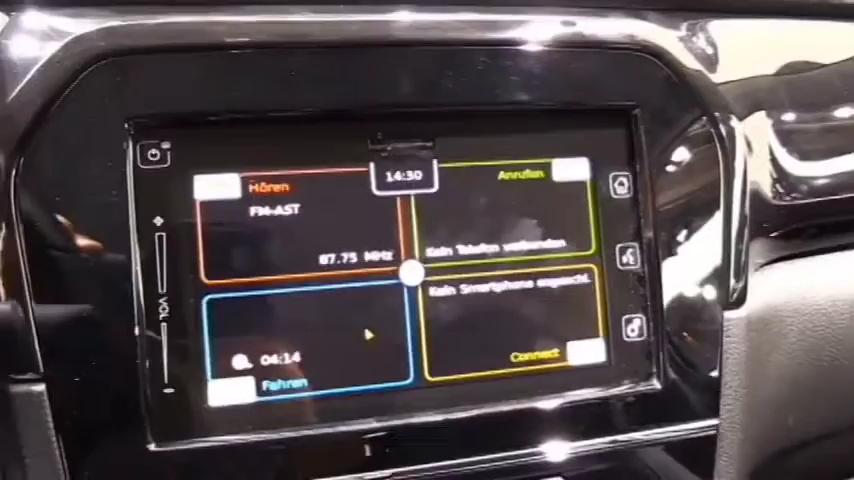 14:30
Hören
FM-AST
87.75 MHz
Anrufen
Kein Telefon verbunden
Kein Smartphone angeschl.
Connect
04:14
Fahren
VOL